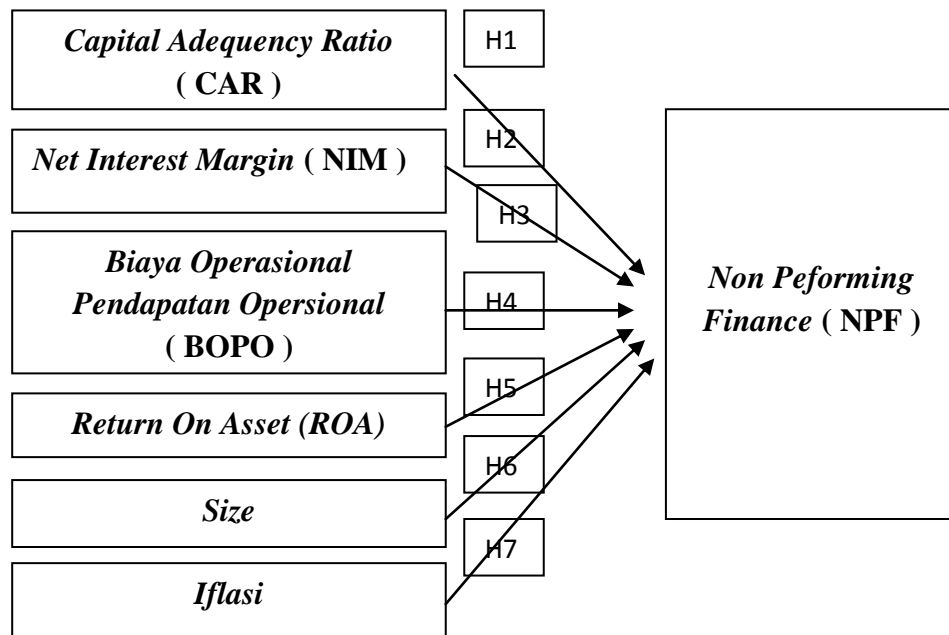 Capital Adequency Ratio
( CAR )
H1
H2
Net Interest Margin ( NIM )
H3
Biaya Operasional
Pendapatan Opersional
( BOPO )
H4
Non Peforming
Finance ( NPF )
H5
Return On Asset (ROA)
H6
Size
H7
Iflasi